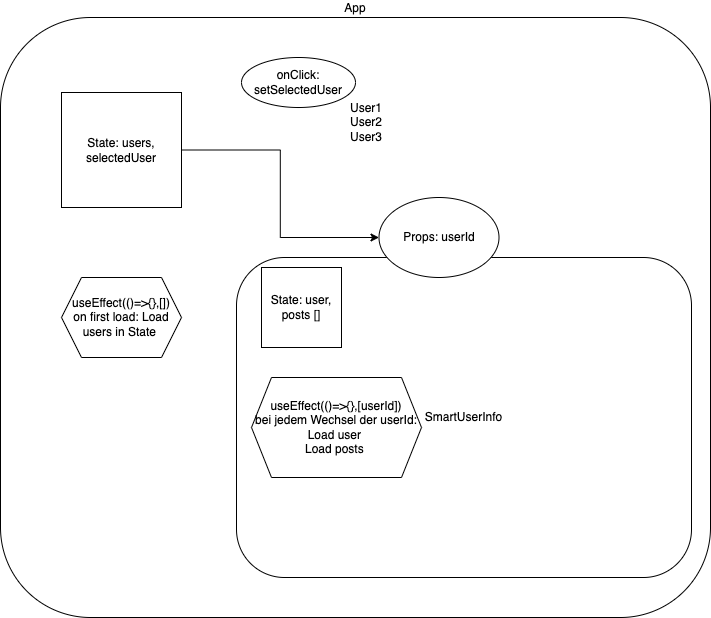 App
onClick:
setSelectedUser
User1
User2
User3
State: users,
selectedUser
Props: userId
State: user,
posts []
useEffect(()=>{},[])
on first load: Load
users in State
useEffect(()=>{},[userId])
bei jedem Wechsel der userId:
Load user
Load posts
SmartUserInfo